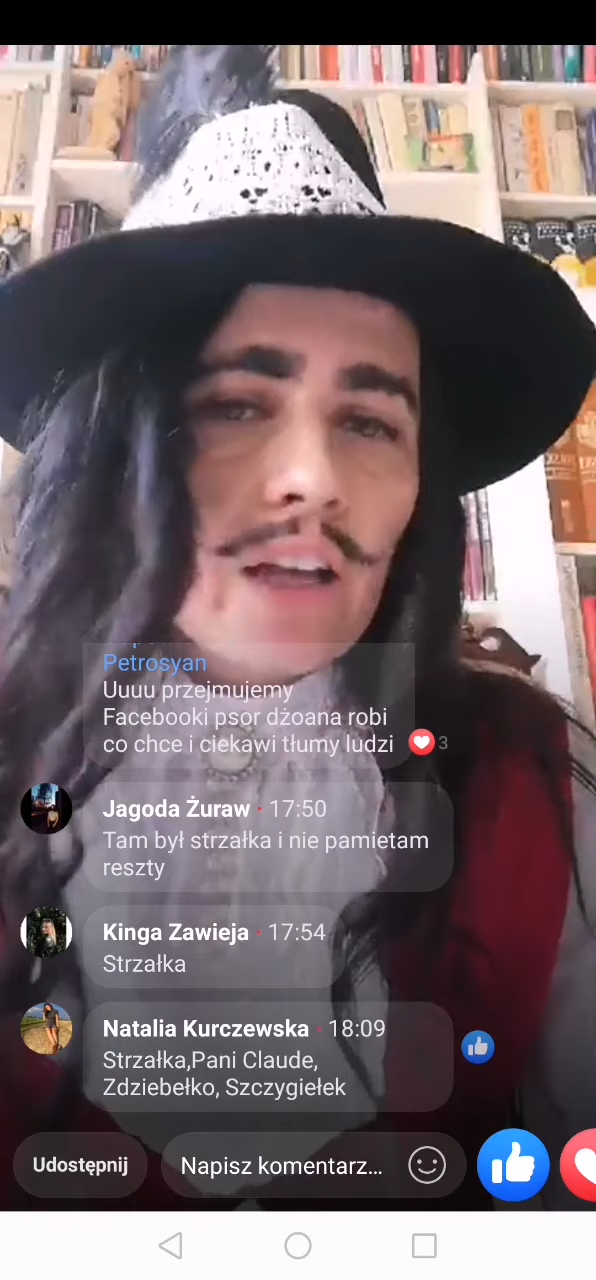 Petrosyan
Uuuu przejmujemy
Facebooki psor dżoana robi
co chce i ciekawi tłumy ludzi
3
Jagoda Żuraw · 17:50
Tam był strzałka i nie pamietam
reszty
Kinga Zawieja · 17:54
Strzałka
Natalia Kurczewska · 18:09
Strzałka,Pani Claude,
Zdziebełko, Szczygiełek
Udostępnij
Napisz komentarz...